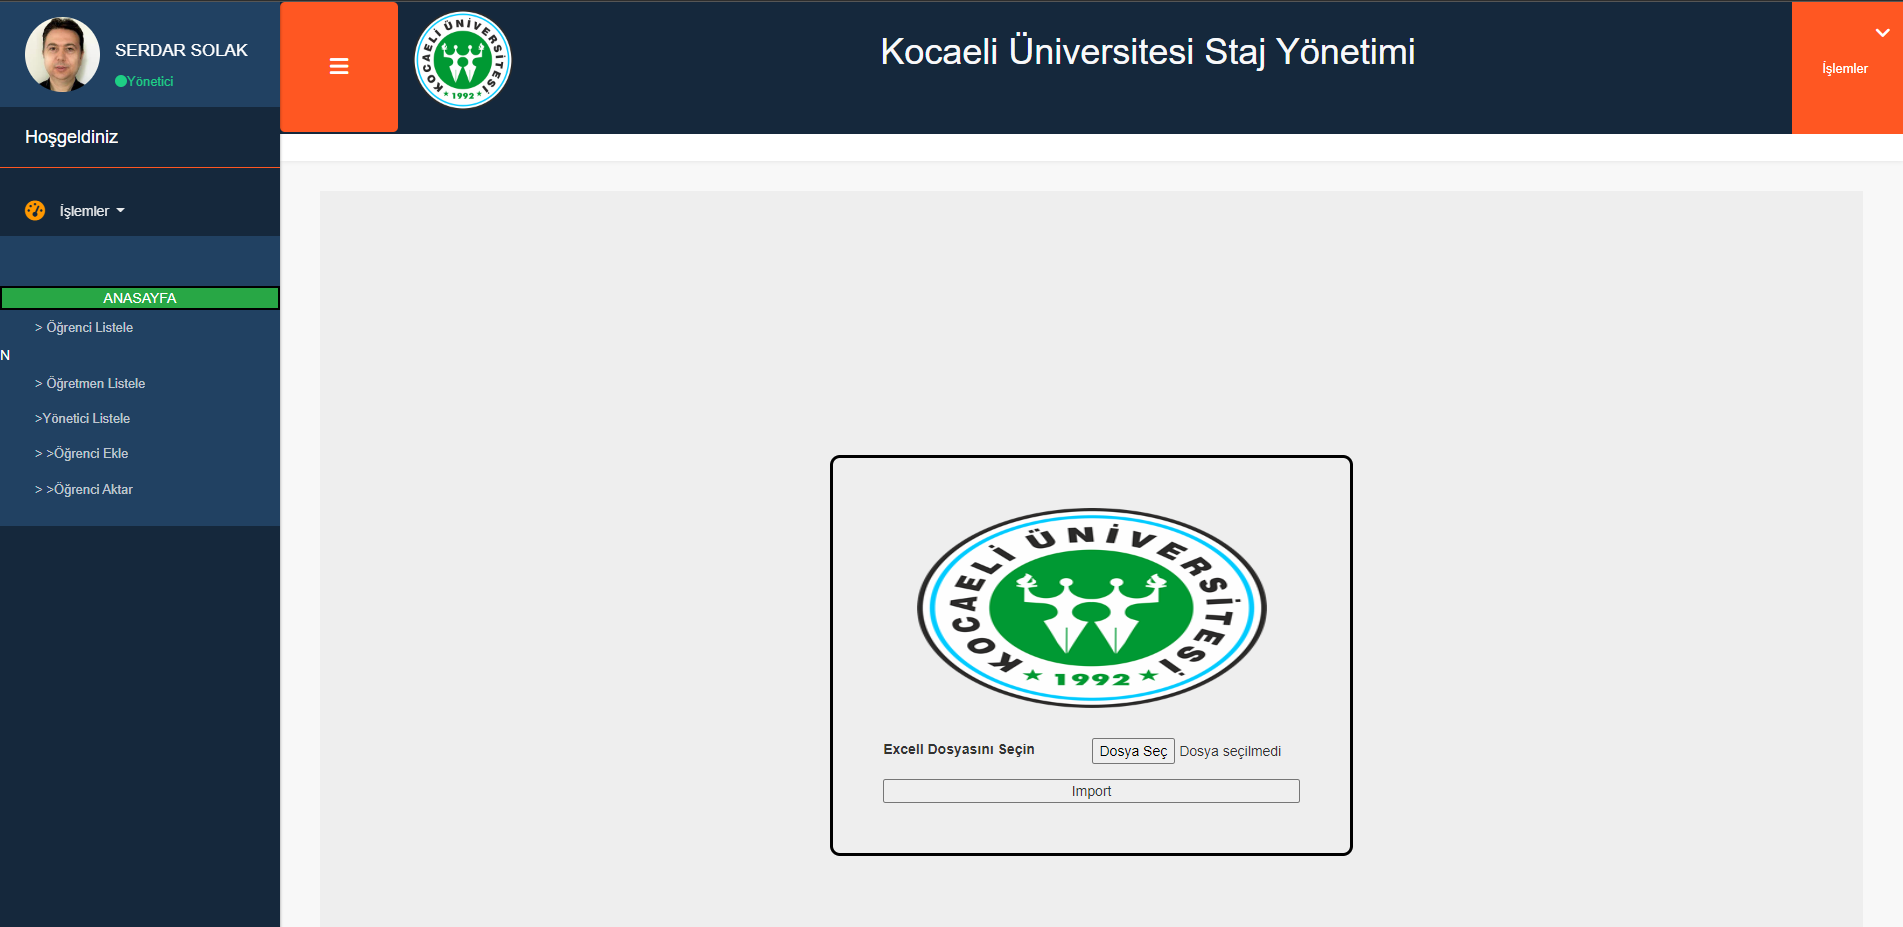 SERDAR SOLAK
Yönetici
Hoşgeldiniz
İşlemler
ANASAYFA
> Öğrenci Listele
N
> Öğretmen Listele
>Yönetici Listele
> >Öğrenci Ekle
> >Öğrenci Aktar
KOCAELİ ÜNİVERSİTESİ
1992
Kocaeli Üniversitesi Staj Yönetimi
İşlemler
KOCAELİ ÜNİVERSİTESİ
1992
Excell Dosyasını Seçin
Dosya Seç Dosya seçilmedi
Import